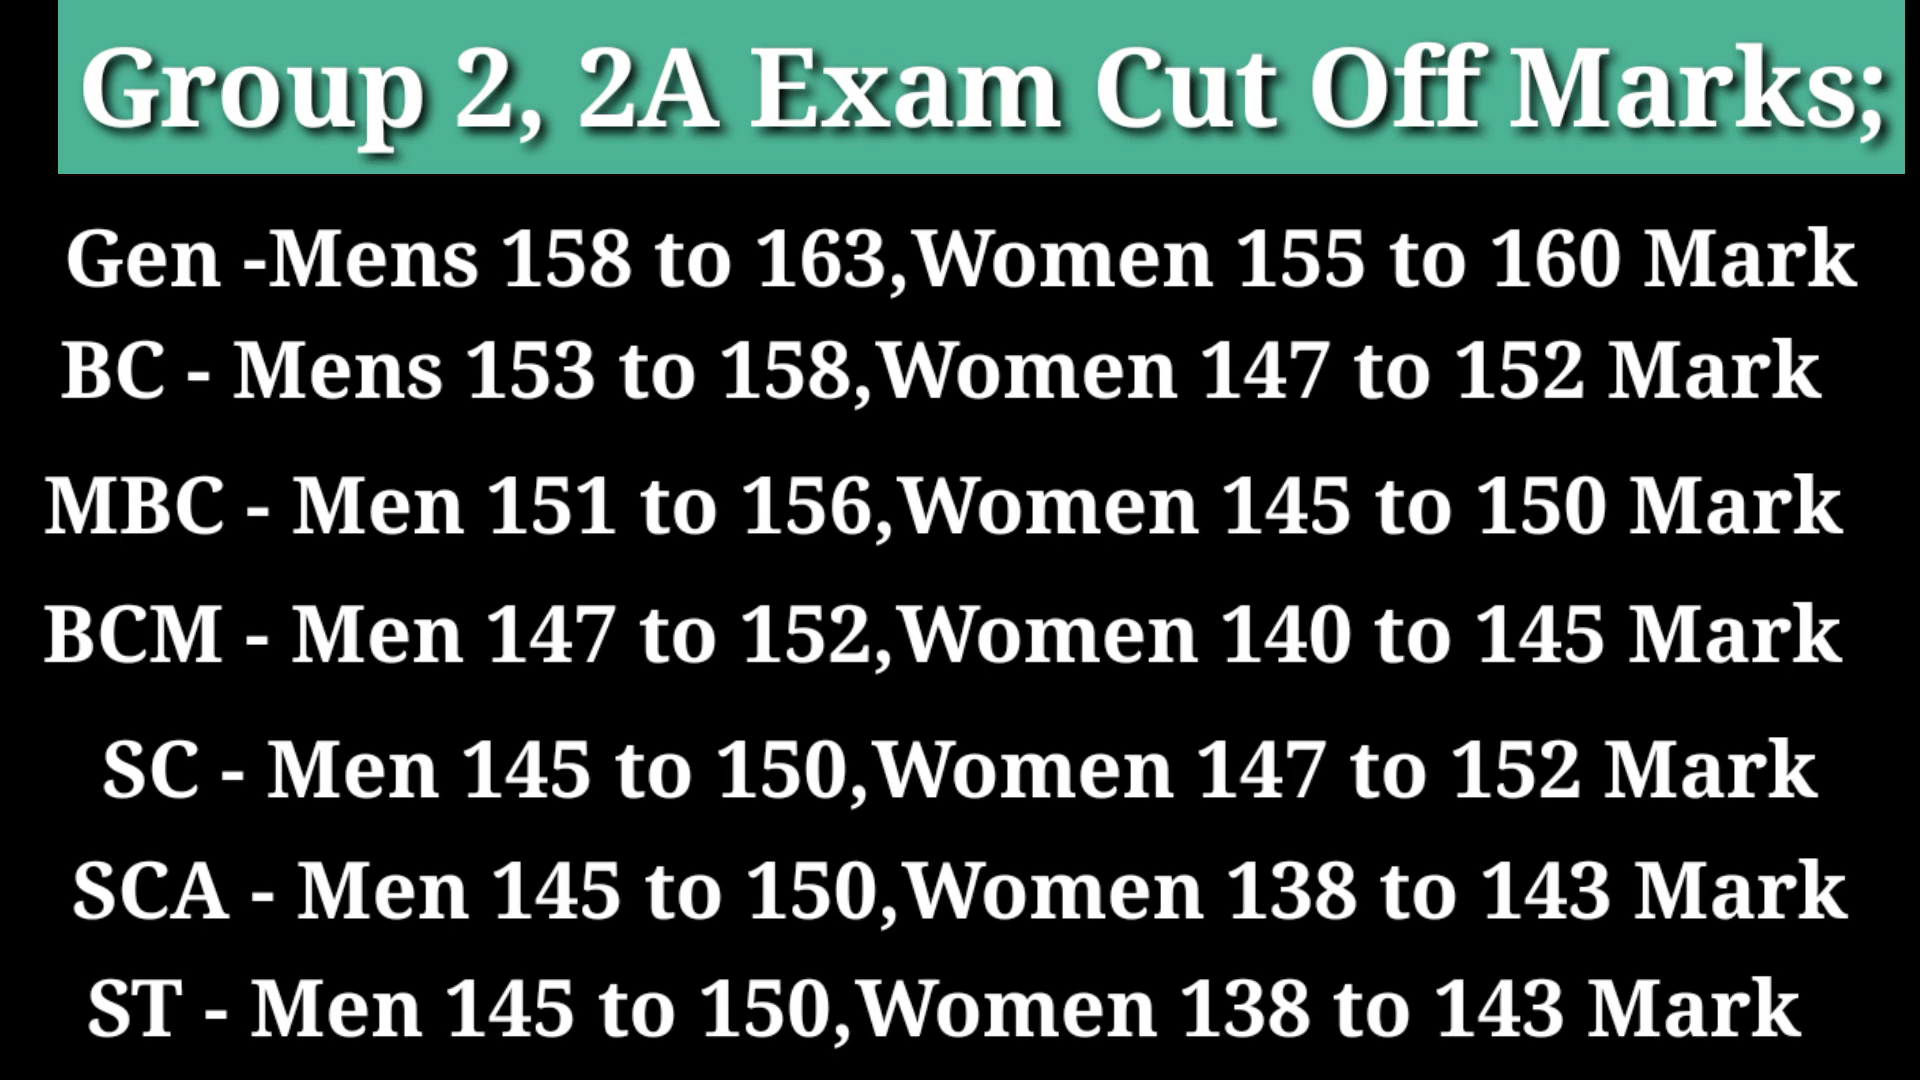 Group 2, 2A Exam Cut Off Marks;
Gen -Mens 158 to 163,Women 155 to 160 Mark
BC - Mens 153 to 158,Women 147 to 152 Mark
MBC - Men 151 to 156,Women 145 to 150 Mark
BCM - Men 147 to 152,Women 140 to 145 Mark
SC - Men 145 to 150,Women 147 to 152 Mark
SCA - Men 145 to 150,Women 138 to 143 Mark
ST - Men 145 to 150,Women 138 to 143 Mark